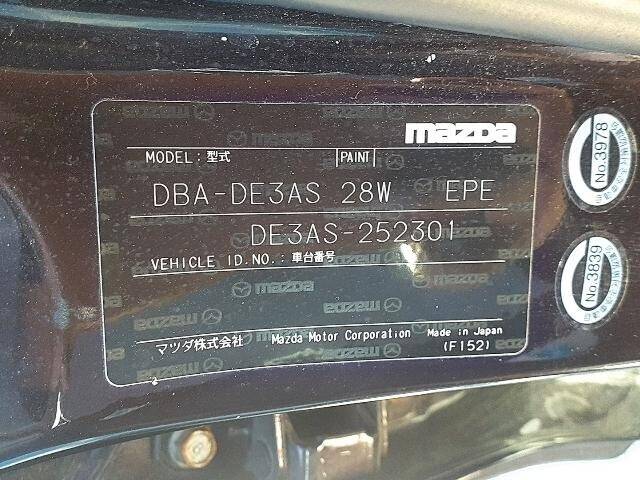 mazda
MODEL: 型式 PAINT
DBA-DE3AS 28W EPE
DE3AS-252301
VEHICLE ID.NO.: 車台番号
マツダ株式会社 Mazda Motor Corporation Made in Japan
(F152)
No.3978
No.3839